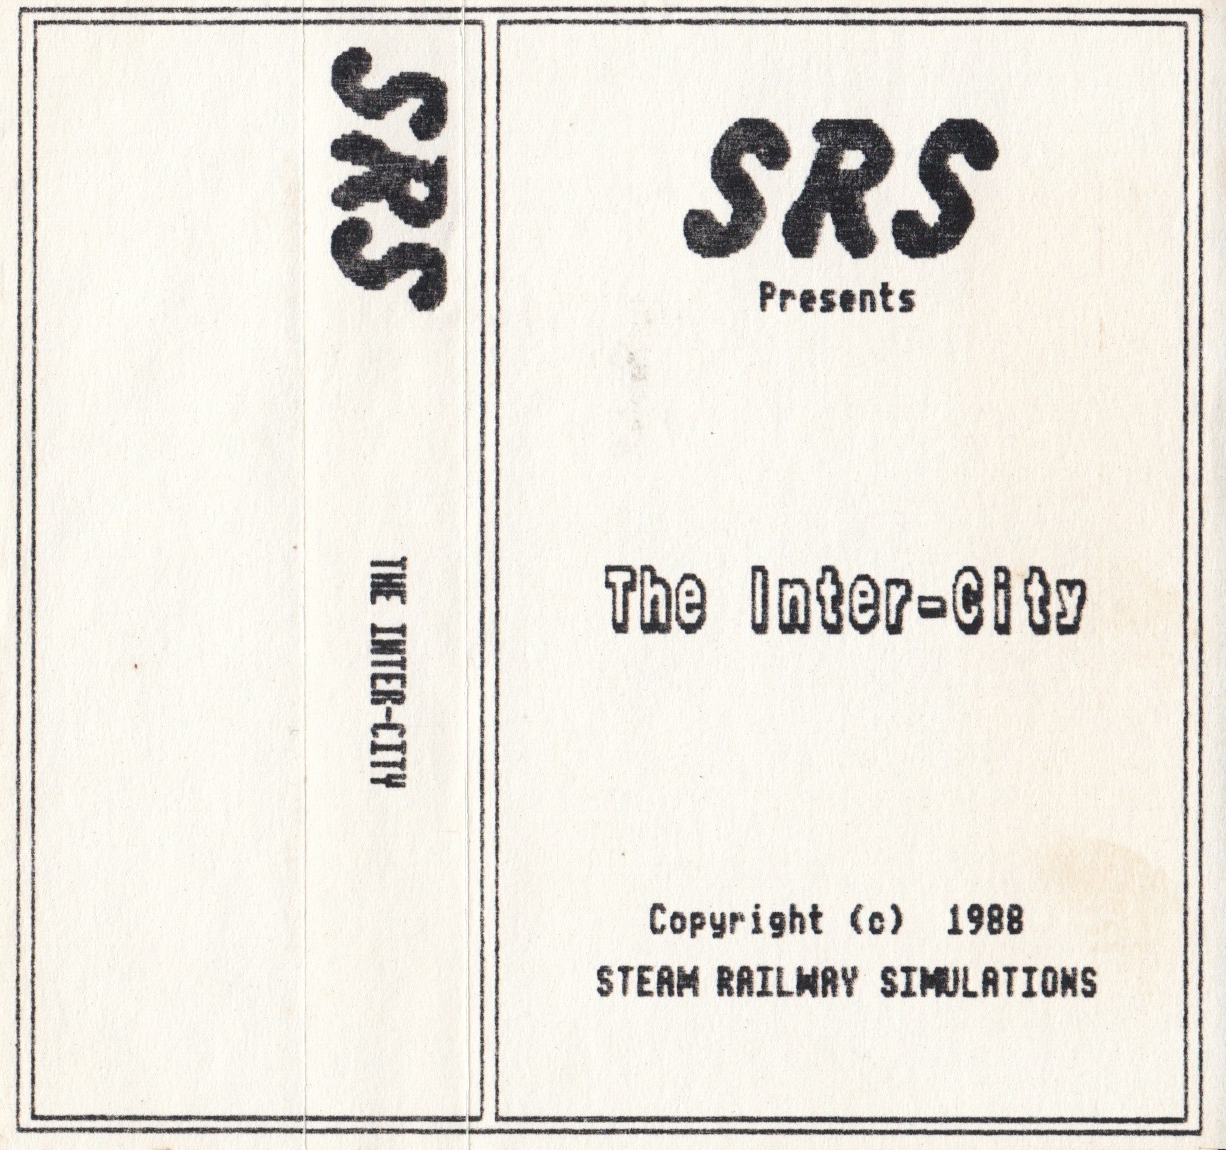 SRS
THE INTER-CITY
SRS
Presents
The Inter-City
Copyright (c) 1988
STEAM RAILWAY SIMULATIONS